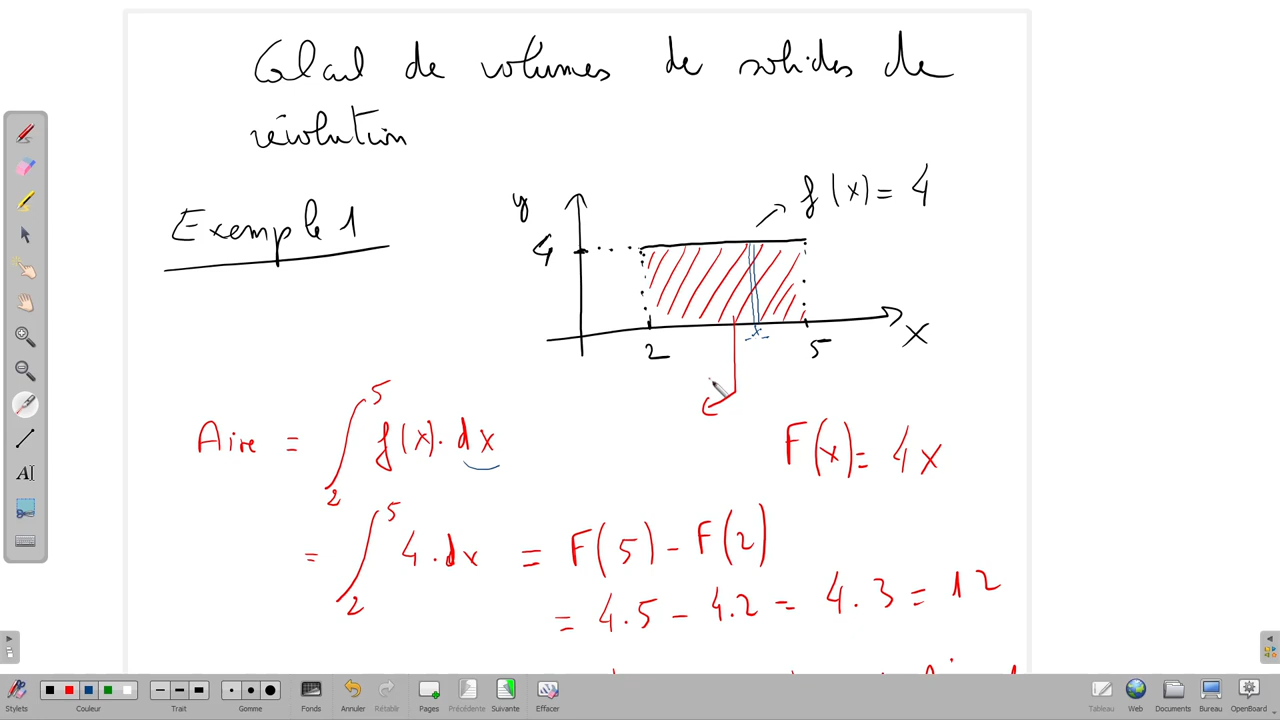 Calcul de volumes de solides de
révolution
Exemple 1
y
f(x) = 4
4
2
x
5
X
Aire = ∫₂⁵ f(x). dx
F(x) = 4x
= ∫₂⁵ 4 . dx = F(5) - F(2)
= 4.5 - 4.2 = 4.3 = 12
Stylets
Couleur
Trait
Gomme
Fonds
Annuler
Rétablir
Pages
Précédente
Suivante
Effacer
Tableau
Web
Documents
Bureau
OpenBoard